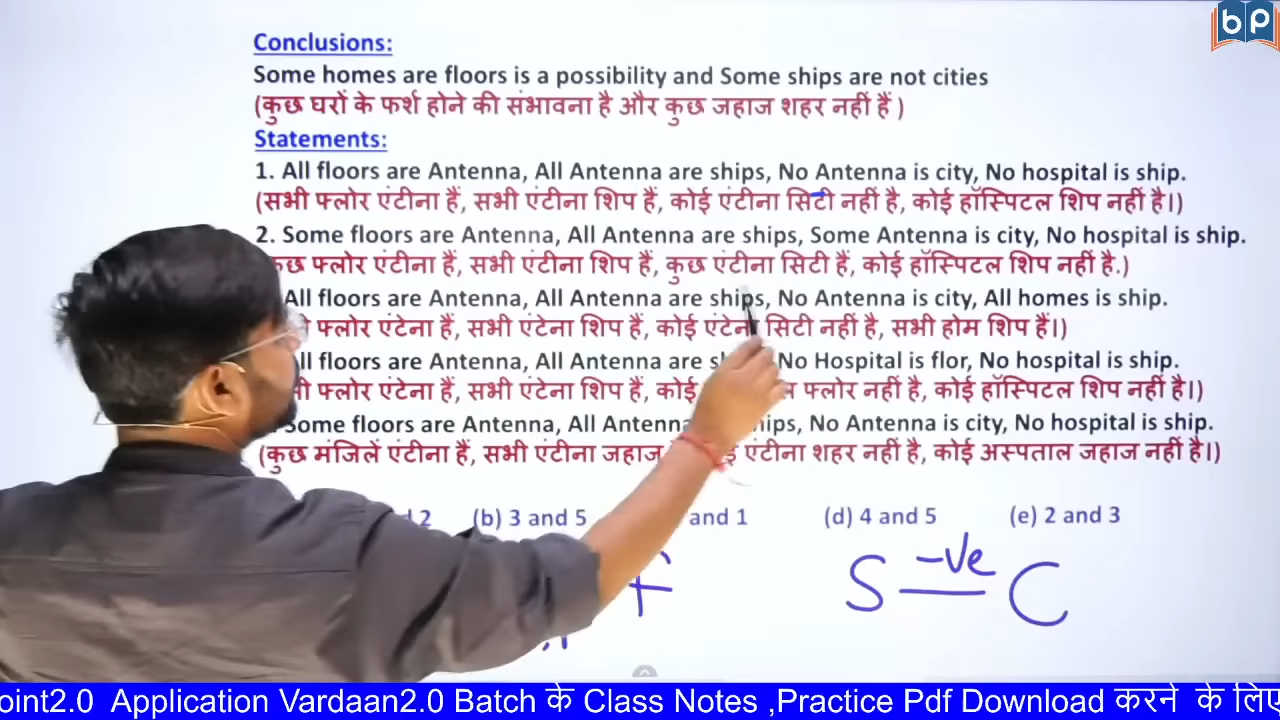 bp
Conclusions:
Some homes are floors is a possibility and Some ships are not cities
(कुछ घरों के फर्श होने की संभावना है और कुछ जहाज शहर नहीं हैं )
Statements:
1. All floors are Antenna, All Antenna are ships, No Antenna is city, No hospital is ship.
(सभी फ्लोर एंटीना हैं, सभी एंटीना शिप हैं, कोई एंटीना सिटी नहीं है, कोई हॉस्पिटल शिप नहीं है।)
2. Some floors are Antenna, All Antenna are ships, Some Antenna is city, No hospital is ship.
फ्लोर एंटीना हैं, सभी एंटीना शिप हैं, कुछ एंटीना सिटी हैं, कोई हॉस्पिटल शिप नहीं है.)
All floors are Antenna, All Antenna are ships, No Antenna is city, All homes is ship.
फ्लोर एंटेना हैं, सभी एंटेना शिप हैं, कोई सिटी नहीं है, सभी होम शिप हैं।)
floors are Antenna, All Antenna are No Hospital is flor, No hospital is ship.
फ्लोर एंटेना हैं, सभी एंटेना शिप हैं, कोई फ्लोर नहीं है, कोई हॉस्पिटल शिप नहीं है।)
Some floors are Antenna, All No Antenna is city, No hospital is ship.
(कुछ मंजिलें एंटीना हैं, सभी एंटीना जहाज एंटीना शहर नहीं है, कोई अस्पताल जहाज नहीं है।)
2 (b) 3 and 5 and 1 (d) 4 and 5 (e) 2 and 3
S -ve C
oint2.0 Application Vardaan2.0 Batch के Class Notes ,Practice Pdf Download करने के लिए